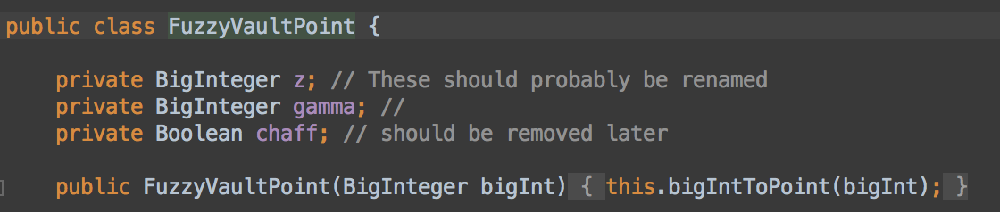 public class FuzzyVaultPoint {
private BigInteger z; // These should probably be renamed
private BigInteger gamma; //
private Boolean chaff; // should be removed later
public FuzzyVaultPoint(BigInteger bigInt) { this.bigIntToPoint(bigInt); }